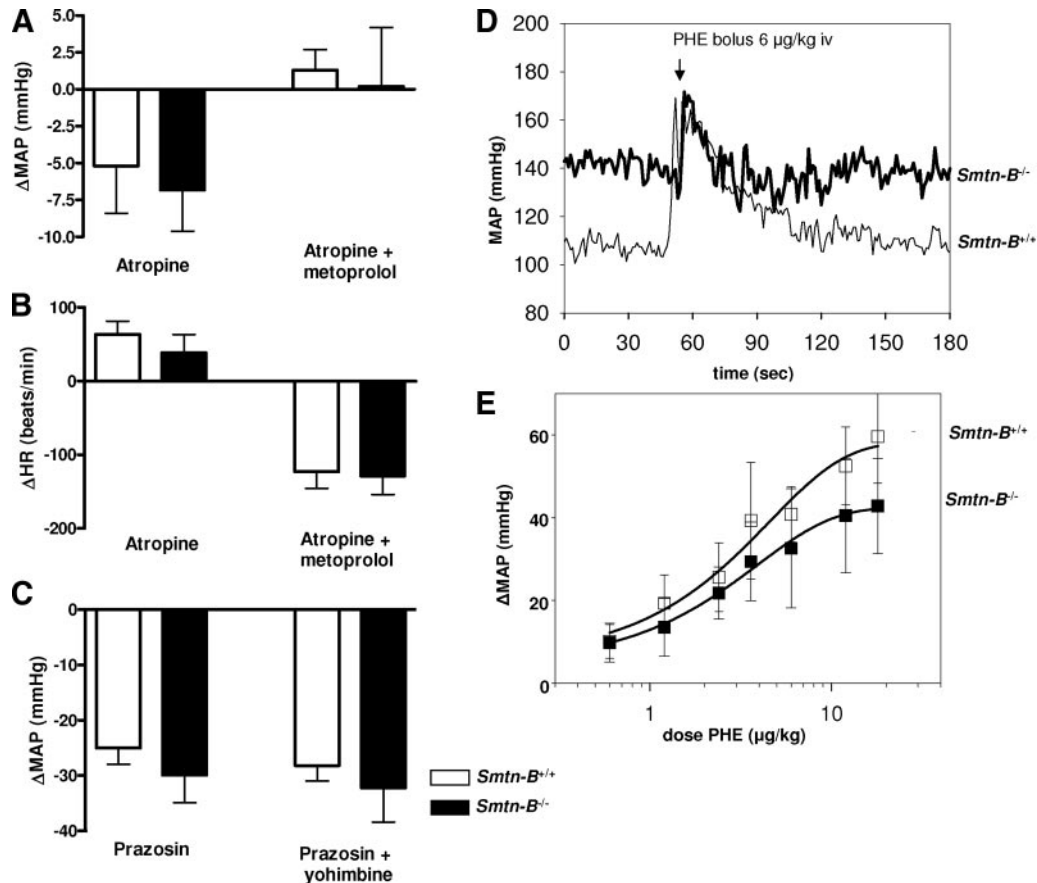 A
ΔMAP (mmHg)
5.0
2.5
0.0
-2.5
-5.0
-7.5
-10.0
Atropine
Atropine +
metoprolol
B
ΔHR (beats/min)
100
0
-100
-200
Atropine
Atropine +
metoprolol
C
ΔMAP (mmHg)
0
-10
-20
-30
-40
Prazosin
Prazosin +
yohimbine
Smtn-B+/+
Smtn-B-/-
D
PHE bolus 6 µg/kg iv
MAP (mmHg)
200
180
160
140
120
100
80
Smtn-B-/-
Smtn-B+/+
0 30 60 90 120 150 180
time (sec)
E
ΔMAP (mmHg)
60
40
20
0
Smtn-B+/+
Smtn-B-/-
1 10
dose PHE (µg/kg)